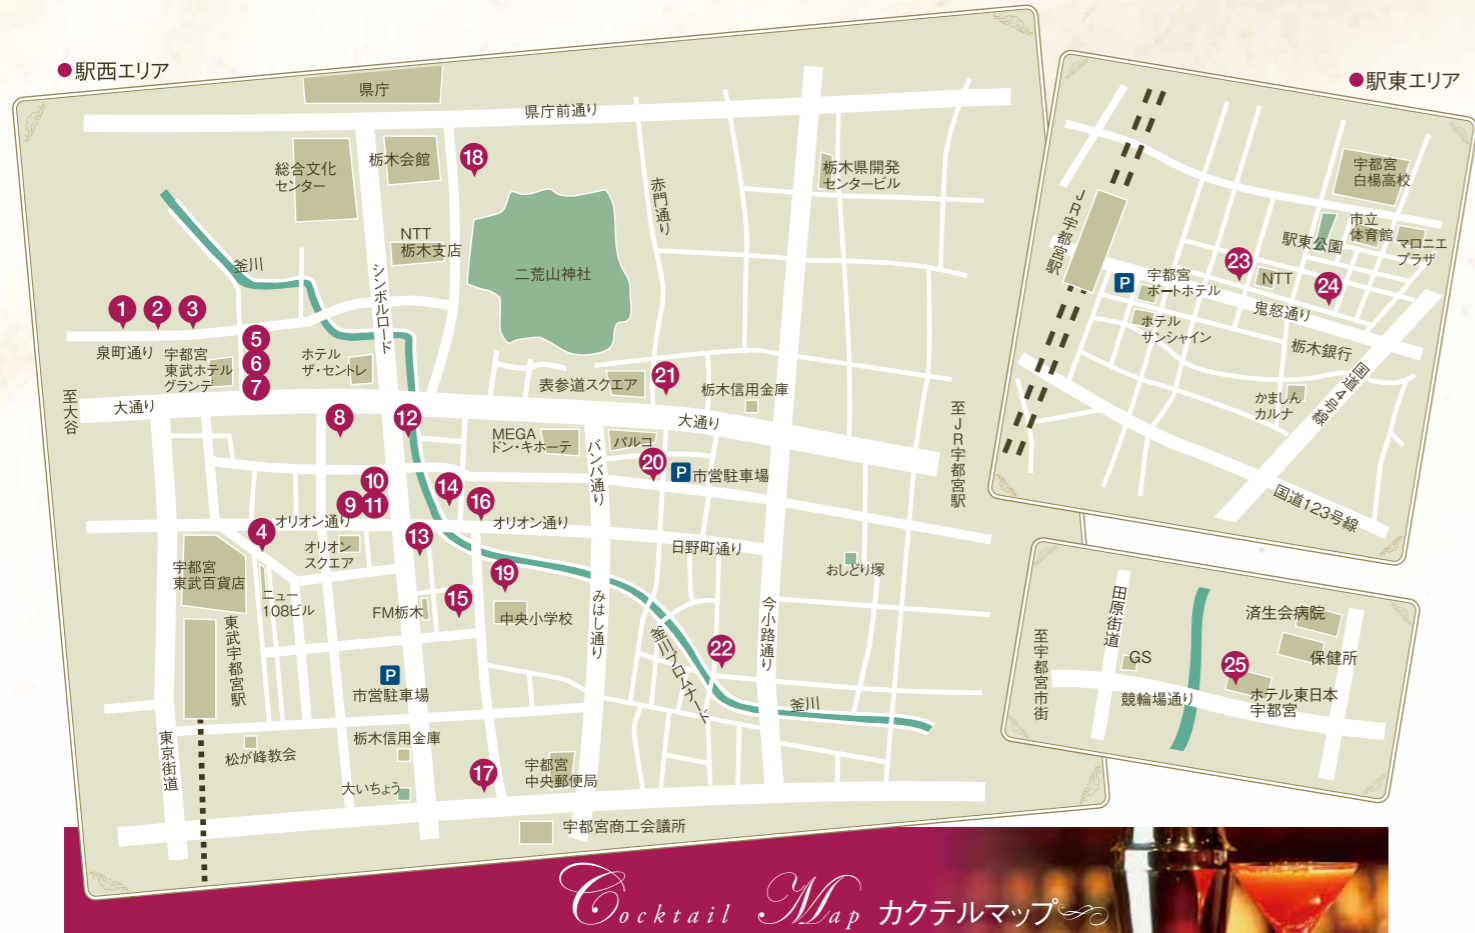 ●駅西エリア
県庁
県庁前通り
総合文化
センター
栃木会館
18
赤門通り
栃木県開発
センタービル
NTT
栃木支店
釜川
シンボルロード
二荒山神社
1
2
3
泉町通り
宇都宮
東武ホテル
グランデ
5
6
7
ホテル
ザ・セントレ
至大谷
大通り
8
12
表参道スクエア
21
栃木信用金庫
大通り
至JR宇都宮駅
MEGA
ドン・キホーテ
パルコ
バンバ通り
20
P
市営駐車場
10
9
11
14
16
4
オリオン通り
オリオン通り
オリオン
スクエア
13
日野町通り
宇都宮
東武百貨店
ニュー
108ビル
FM栃木
15
19
中央小学校
みはし通り
おしどり塚
今小路通り
東武宇都宮駅
P
市営駐車場
22
釜川プロムナード
釜川
東京街道
松が峰教会
栃木信用金庫
大いちょう
17
宇都宮
中央郵便局
宇都宮商工会議所
●駅東エリア
宇都宮
白楊高校
JR宇都宮駅
駅東公園
市立
体育館
マロニエ
プラザ
23
NTT
24
P
宇都宮
ポートホテル
鬼怒通り
ホテル
サンシャイン
栃木銀行
かましん
カルナ
国道4号線
国道123号線
至宇都宮市街
田原街道
済生会病院
GS
25
保健所
競輪場通り
ホテル東日本
宇都宮
Cocktail Map カクテルマップ